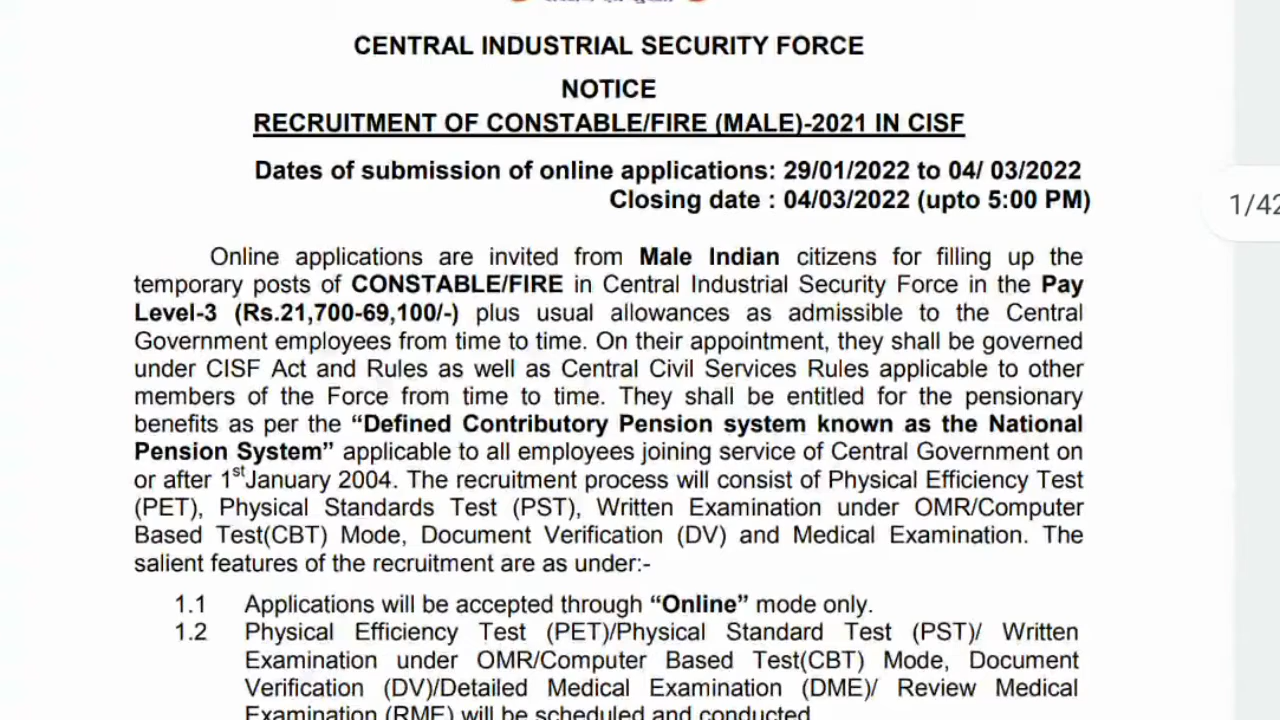 CENTRAL INDUSTRIAL SECURITY FORCE
NOTICE
RECRUITMENT OF CONSTABLE/FIRE (MALE)-2021 IN CISF
Dates of submission of online applications: 29/01/2022 to 04/ 03/2022
Closing date : 04/03/2022 (upto 5:00 PM)
1/42
Online applications are invited from Male Indian citizens for filling up the
temporary posts of CONSTABLE/FIRE in Central Industrial Security Force in the Pay
Level-3 (Rs.21,700-69,100/-) plus usual allowances as admissible to the Central
Government employees from time to time. On their appointment, they shall be governed
under CISF Act and Rules as well as Central Civil Services Rules applicable to other
members of the Force from time to time. They shall be entitled for the pensionary
benefits as per the “Defined Contributory Pension system known as the National
Pension System” applicable to all employees joining service of Central Government on
or after 1st January 2004. The recruitment process will consist of Physical Efficiency Test
(PET), Physical Standards Test (PST), Written Examination under OMR/Computer
Based Test(CBT) Mode, Document Verification (DV) and Medical Examination. The
salient features of the recruitment are as under:-
1.1 Applications will be accepted through “Online” mode only.
1.2 Physical Efficiency Test (PET)/Physical Standard Test (PST)/ Written
Examination under OMR/Computer Based Test(CBT) Mode, Document
Verification (DV)/Detailed Medical Examination (DME)/ Review Medical
Examination (RME) will be scheduled and conducted